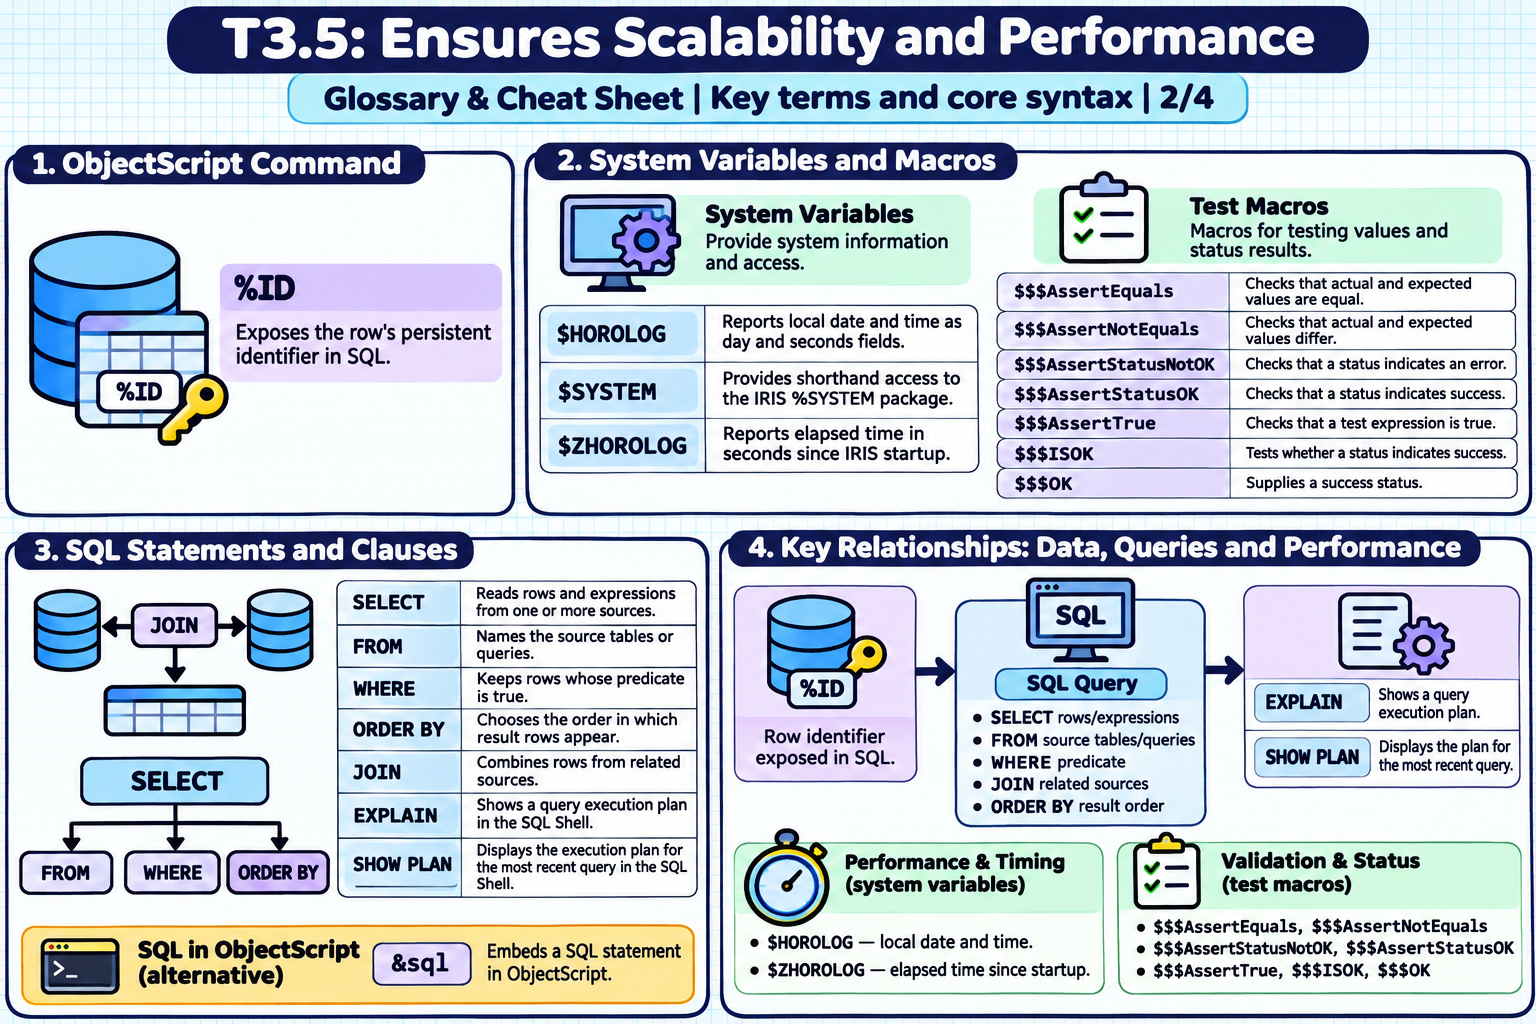 T3.5: Ensures Scalability and Performance
Glossary & Cheat Sheet | Key terms and core syntax | 2/4
1. ObjectScript Command
%ID
%ID
Exposes the row's persistent
identifier in SQL.
2. System Variables and Macros
System Variables
Provide system information
and access.
$HOROLOG
Reports local date and time as
day and seconds fields.
$SYSTEM
Provides shorthand access to
the IRIS %SYSTEM package.
$ZHOROLOG
Reports elapsed time in
seconds since IRIS startup.
Test Macros
Macros for testing values and
status results.
$$$AssertEquals
Checks that actual and expected
values are equal.
$$$AssertNotEquals
Checks that actual and expected
values differ.
$$$AssertStatusNotOK
Checks that a status indicates an error.
$$$AssertStatusOK
Checks that a status indicates success.
$$$AssertTrue
Checks that a test expression is true.
$$$ISOK
Tests whether a status indicates success.
$$$OK
Supplies a success status.
3. SQL Statements and Clauses
JOIN
SELECT
FROM
WHERE
ORDER BY
SELECT
Reads rows and expressions
from one or more sources.
FROM
Names the source tables or
queries.
WHERE
Keeps rows whose predicate
is true.
ORDER BY
Chooses the order in which
result rows appear.
JOIN
Combines rows from related
sources.
EXPLAIN
Shows a query execution plan
in the SQL Shell.
SHOW PLAN
Displays the execution plan for
the most recent query in the SQL
Shell.
>_
SQL in ObjectScript
(alternative)
&sql
Embeds a SQL statement
in ObjectScript.
4. Key Relationships: Data, Queries and Performance
%ID
Row identifier
exposed in SQL.
SQL
SQL Query
• SELECT rows/expressions
• FROM source tables/queries
• WHERE predicate
• JOIN related sources
• ORDER BY result order
EXPLAIN
Shows a query
execution plan.
SHOW PLAN
Displays the plan for
the most recent query.
Performance & Timing
(system variables)
• $HOROLOG — local date and time.
• $ZHOROLOG — elapsed time since startup.
Validation & Status
(test macros)
• $$$AssertEquals, $$$AssertNotEquals
• $$$AssertStatusNotOK, $$$AssertStatusOK
• $$$AssertTrue, $$$ISOK, $$$OK